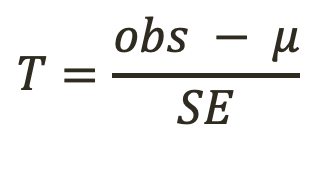 T = obs − μ
SE